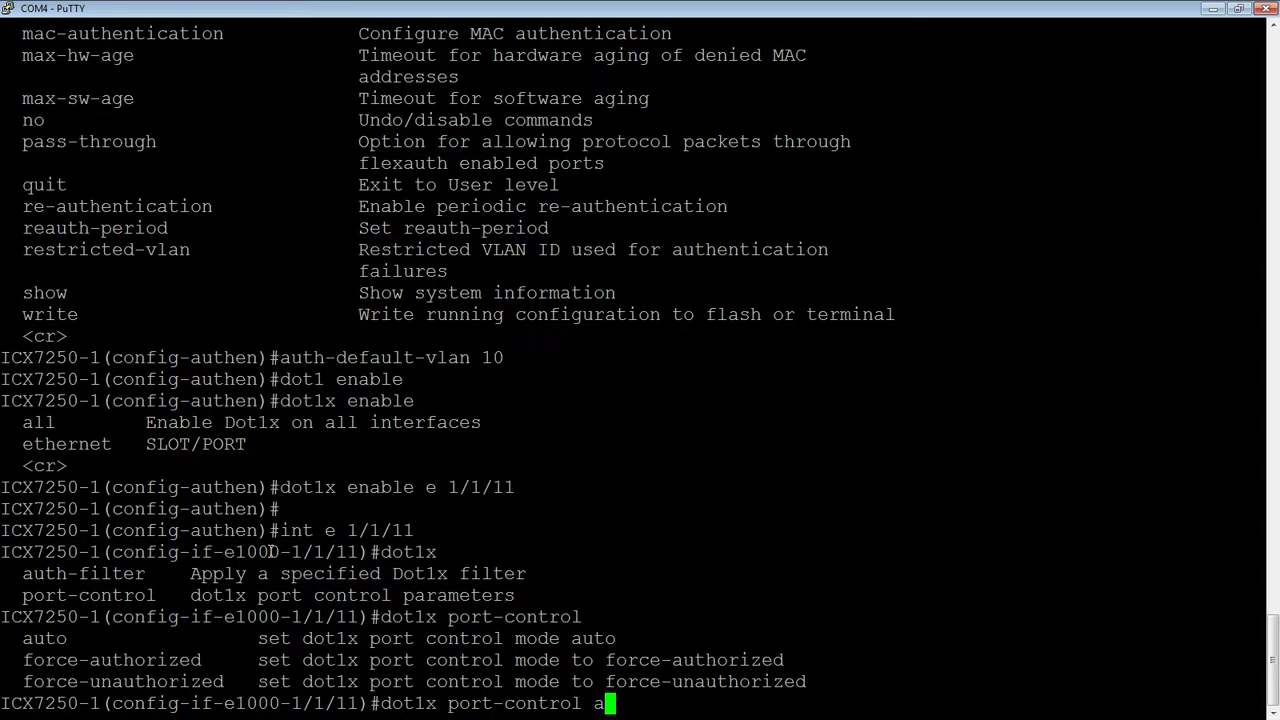 COM4 - PuTTY
mac-authentication Configure MAC authentication
max-hw-age Timeout for hardware aging of denied MAC
addresses
max-sw-age Timeout for software aging
no Undo/disable commands
pass-through Option for allowing protocol packets through
flexauth enabled ports
quit Exit to User level
re-authentication Enable periodic re-authentication
reauth-period Set reauth-period
restricted-vlan Restricted VLAN ID used for authentication
failures
show Show system information
write Write running configuration to flash or terminal
<cr>
ICX7250-1(config-authen)#auth-default-vlan 10
ICX7250-1(config-authen)#dot1 enable
ICX7250-1(config-authen)#dot1x enable
all Enable Dot1x on all interfaces
ethernet SLOT/PORT
<cr>
ICX7250-1(config-authen)#dot1x enable e 1/1/11
ICX7250-1(config-authen)#
ICX7250-1(config-authen)#int e 1/1/11
ICX7250-1(config-if-e1000-1/1/11)#dot1x
auth-filter Apply a specified Dot1x filter
port-control dot1x port control parameters
ICX7250-1(config-if-e1000-1/1/11)#dot1x port-control
auto set dot1x port control mode auto
force-authorized set dot1x port control mode to force-authorized
force-unauthorized set dot1x port control mode to force-unauthorized
ICX7250-1(config-if-e1000-1/1/11)#dot1x port-control a